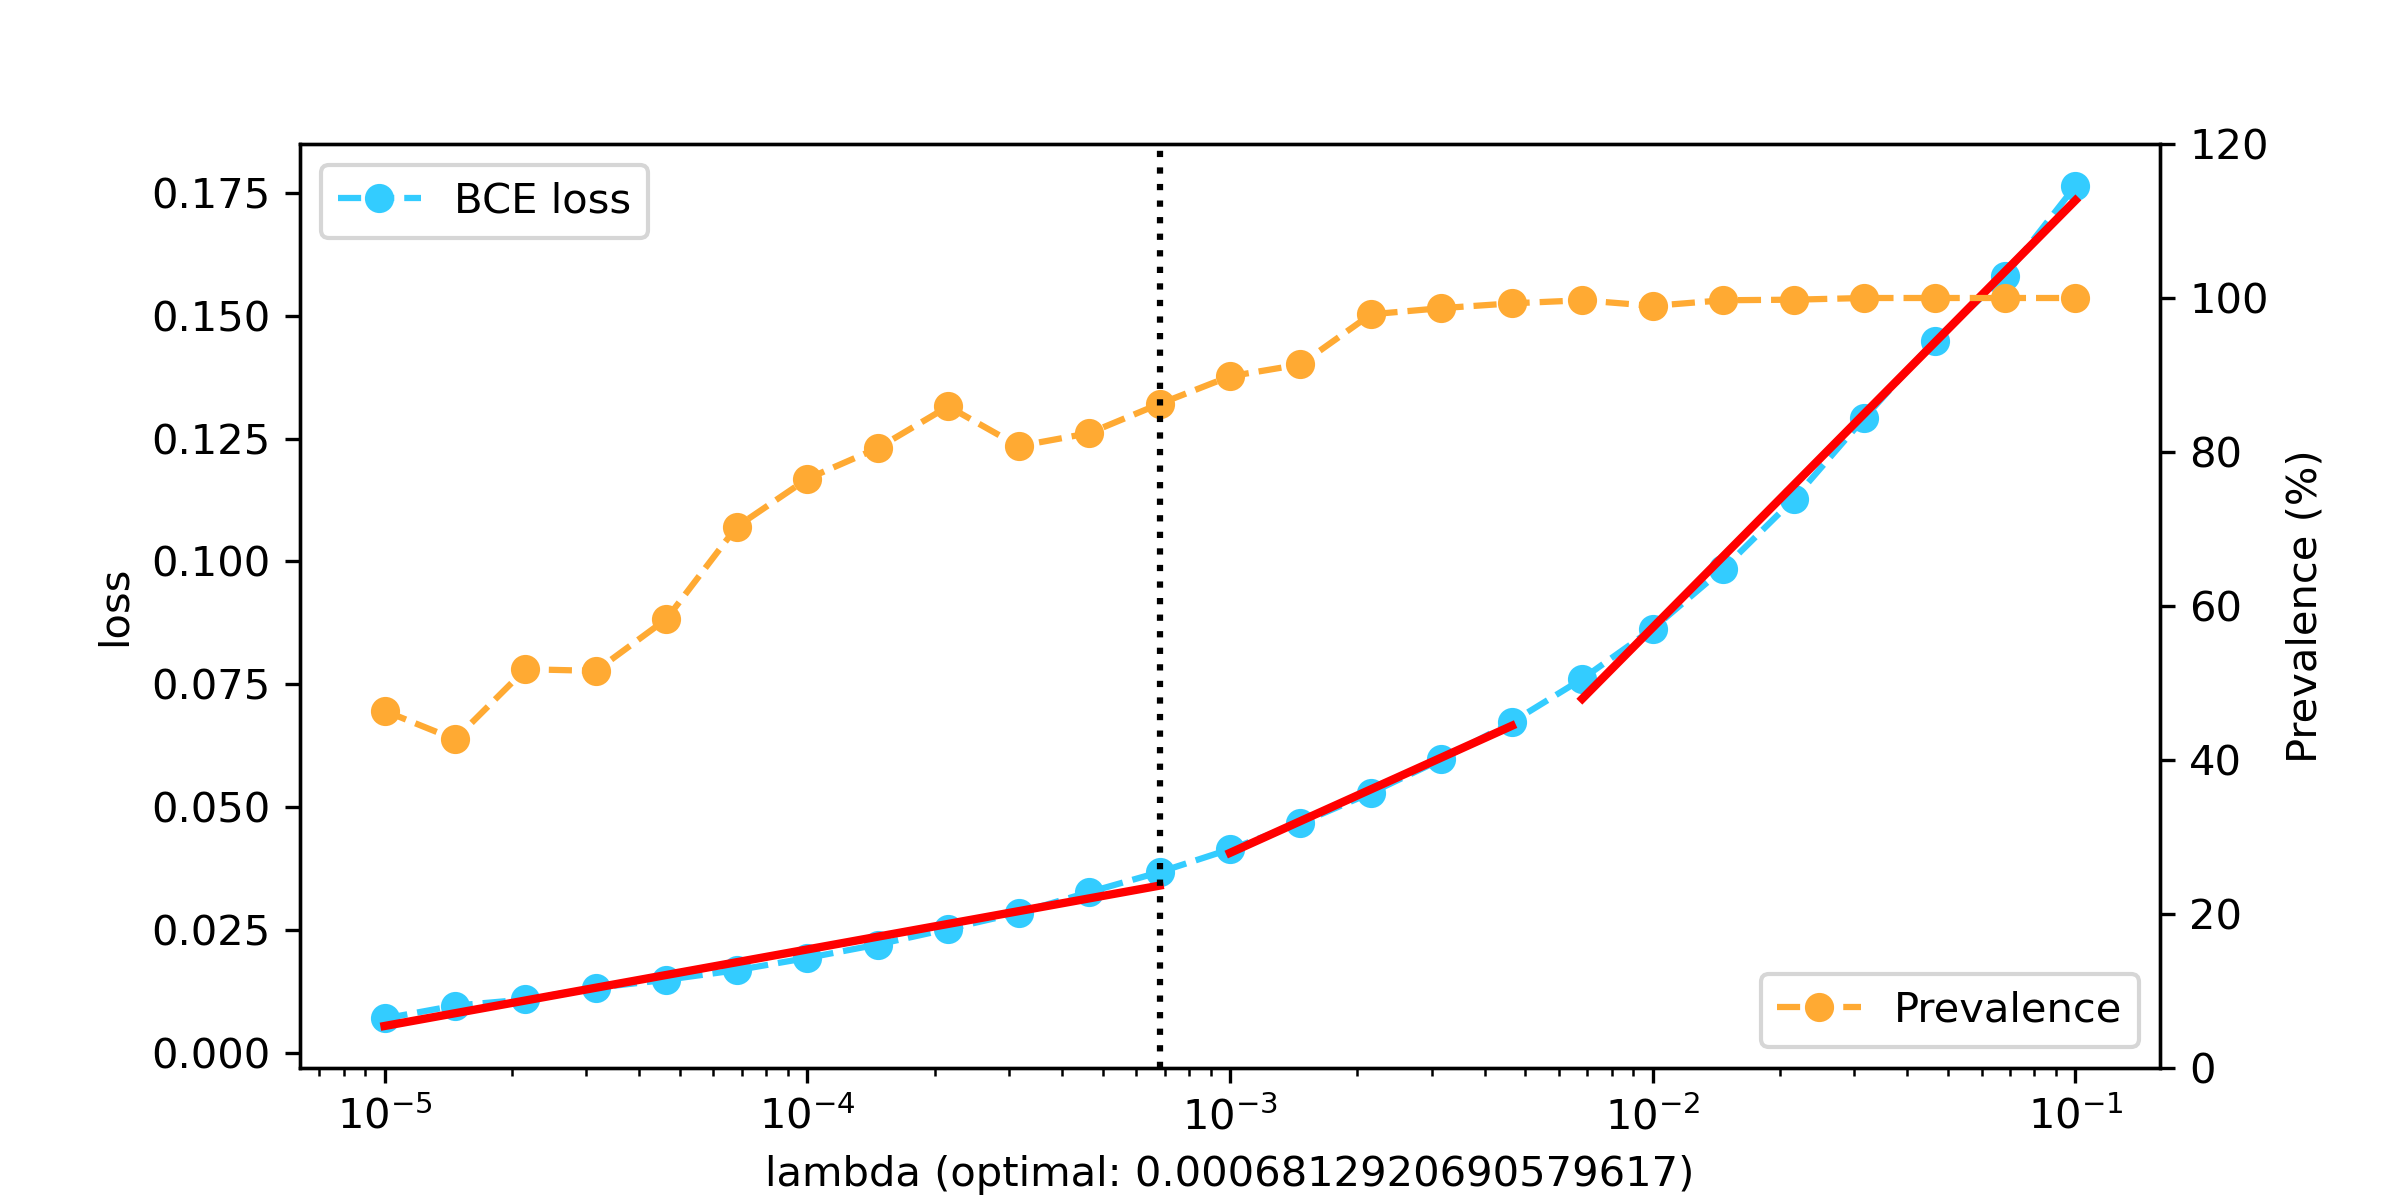 BCE loss
Prevalence
0.175
0.150
0.125
0.100
0.075
0.050
0.025
0.000
loss
120
100
80
60
40
20
0
Prevalence (%)
10⁻⁵ 10⁻⁴ 10⁻³ 10⁻² 10⁻¹
lambda (optimal: 0.0006812920690579617)